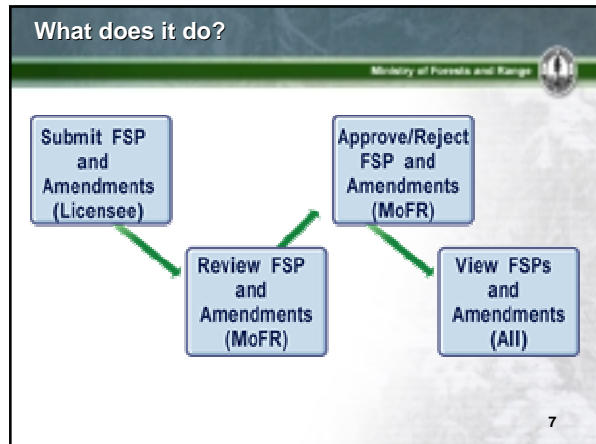 What does it do?
Ministry of Forests and Range
Submit FSP
and
Amendments
(Licensee)
Review FSP
and
Amendments
(MoFR)
Approve/Reject
FSP and
Amendments
(MoFR)
View FSPs
and
Amendments
(All)
7